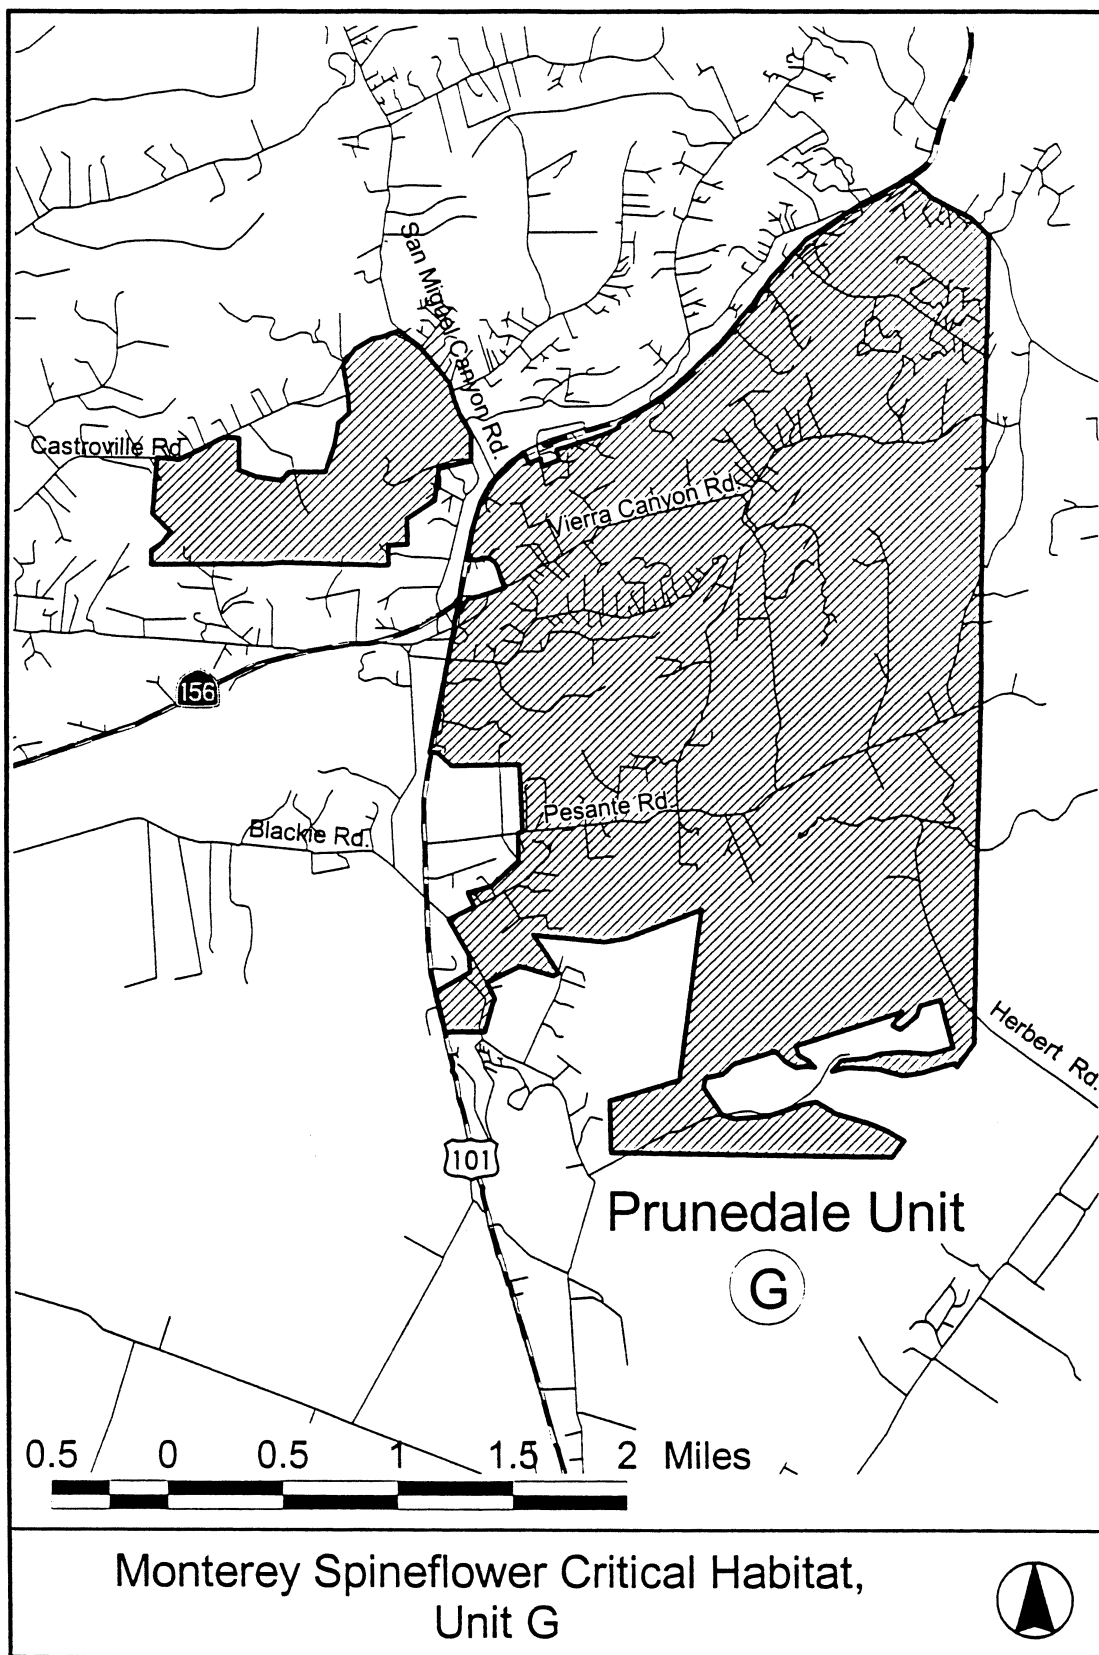 San Miguel Canyon Rd.
Castroville Rd
Vierra Canyon Rd.
156
Pesante Rd.
Blackie Rd.
Herbert Rd.
101
Prunedale Unit
G
0.5 0 0.5 1 1.5 2 Miles
Monterey Spineflower Critical Habitat,
Unit G